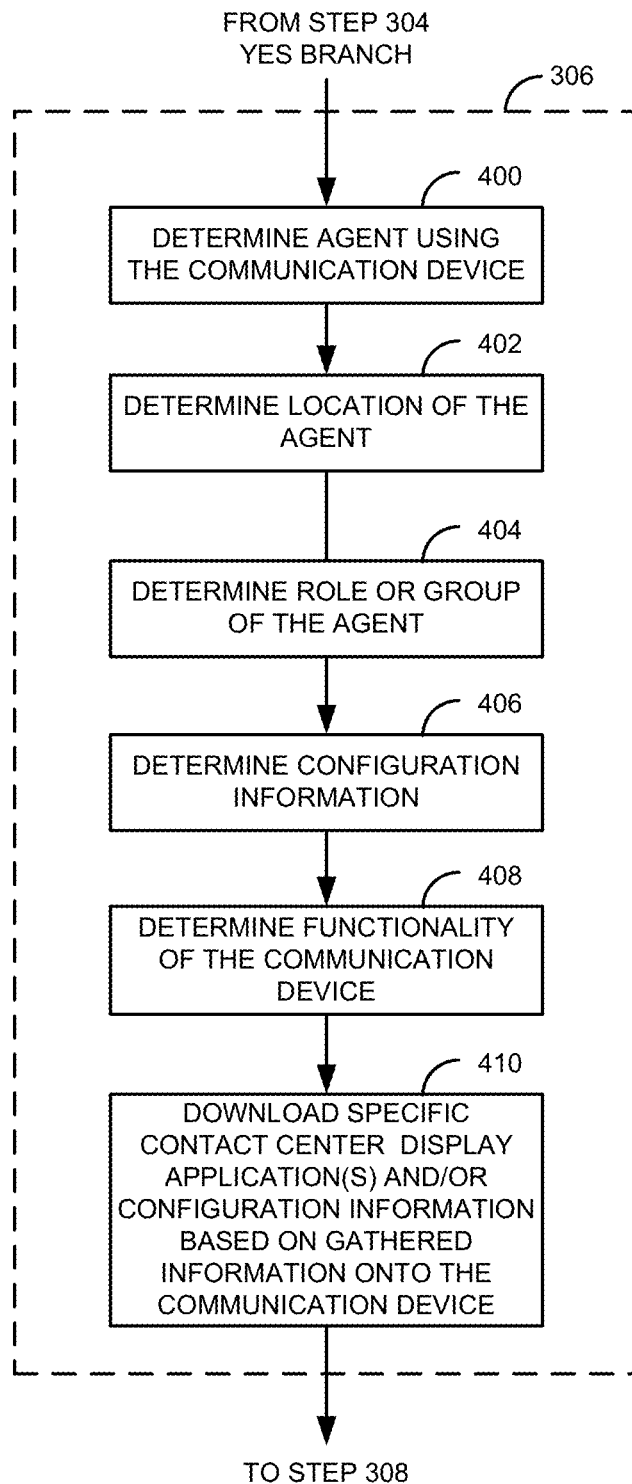 FROM STEP 304
YES BRANCH
306
400
DETERMINE AGENT USING
THE COMMUNICATION DEVICE
402
DETERMINE LOCATION OF THE
AGENT
404
DETERMINE ROLE OR GROUP
OF THE AGENT
406
DETERMINE CONFIGURATION
INFORMATION
408
DETERMINE FUNCTIONALITY
OF THE COMMUNICATION
DEVICE
410
DOWNLOAD SPECIFIC
CONTACT CENTER DISPLAY
APPLICATION(S) AND/OR
CONFIGURATION INFORMATION
BASED ON GATHERED
INFORMATION ONTO THE
COMMUNICATION DEVICE
TO STEP 308